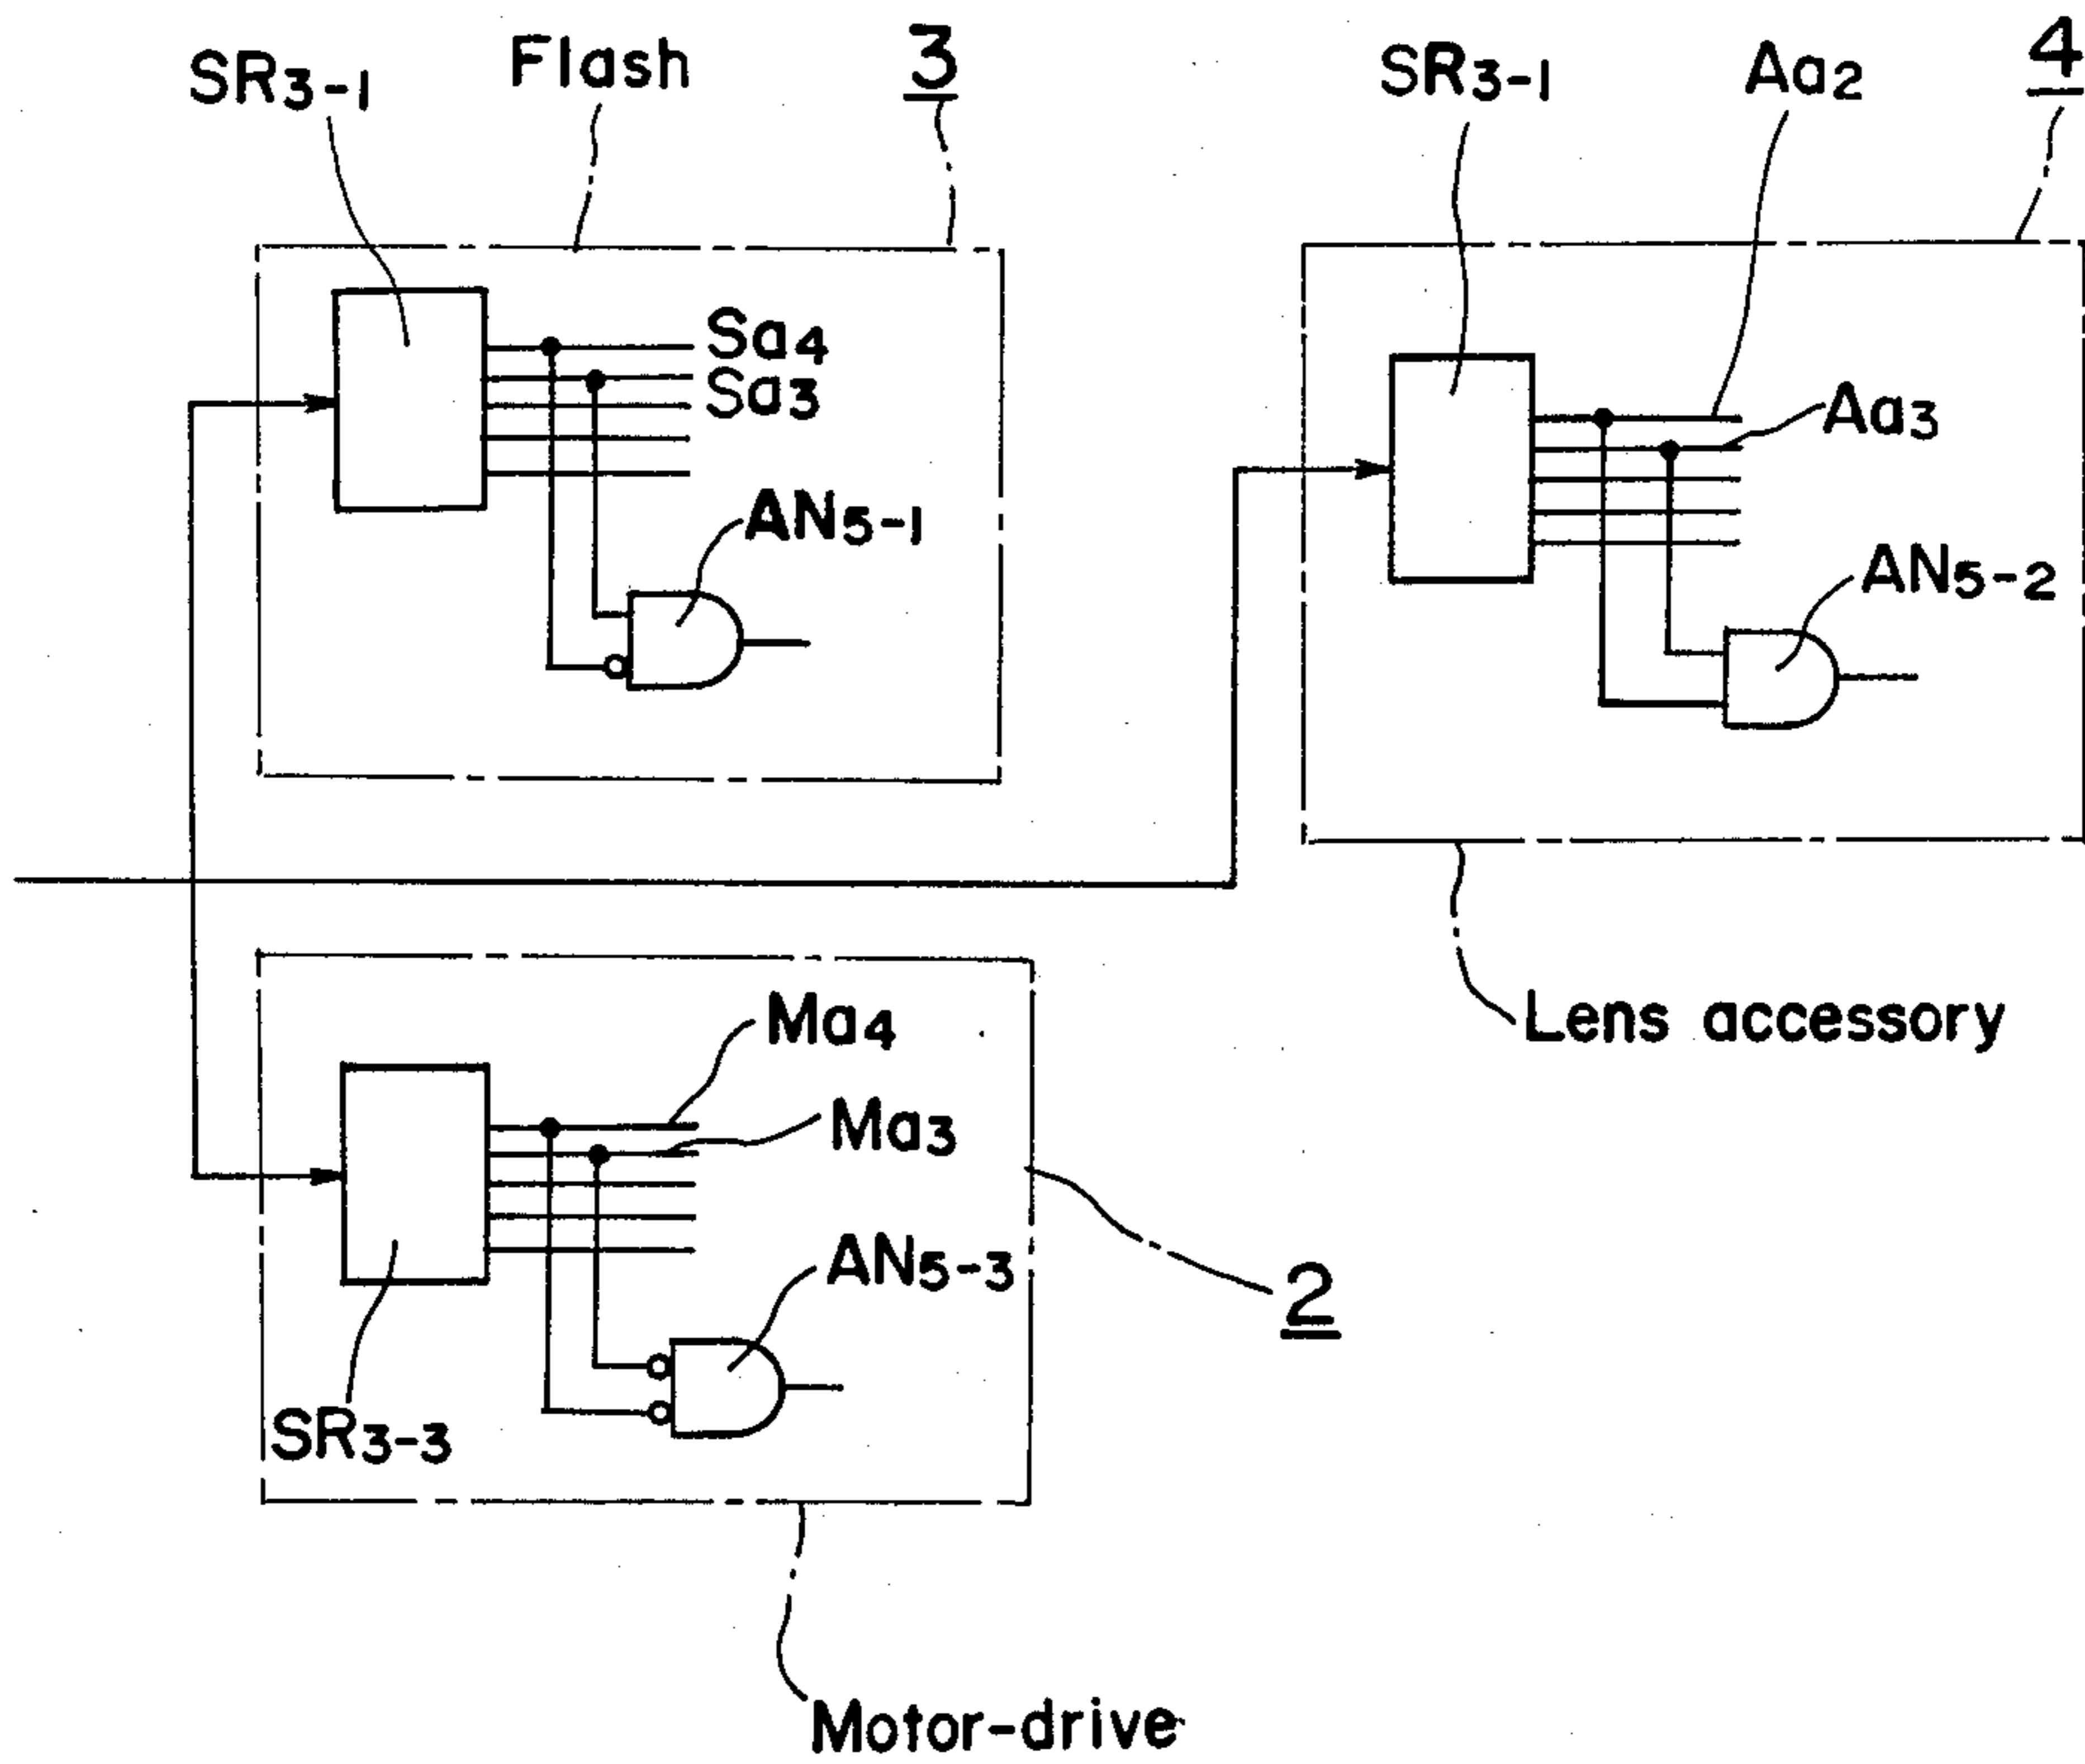 SR3-1
Flash
3
SR3-1
Aa2
4
Sa4
Sa3
Aa3
AN5-1
AN5-2
Ma4
Lens accessory
Ma3
AN5-3
2
SR3-3
Motor-drive